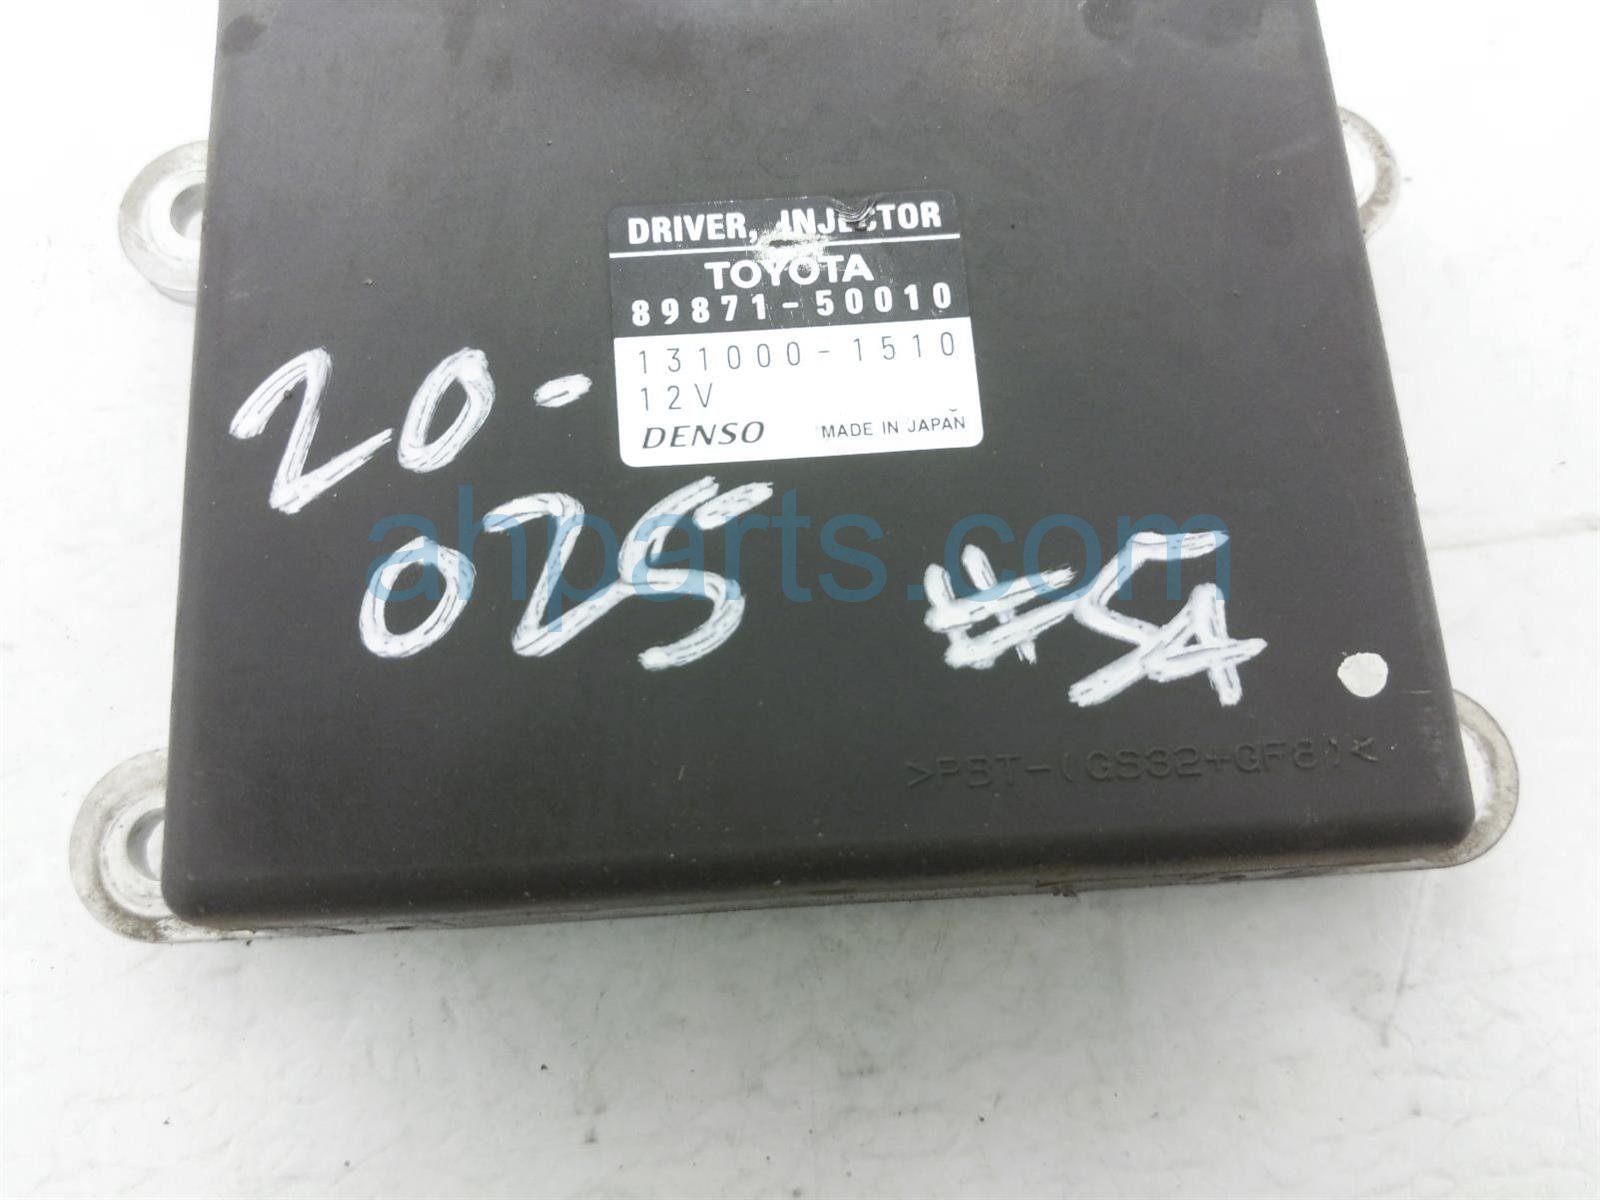 DRIVER, INJECTOR
TOYOTA
89871-50010
131000-1510
12V
DENSO MADE IN JAPAN
20-
025 #54
ahparts.com
>PBT-(GS32+GF8)<